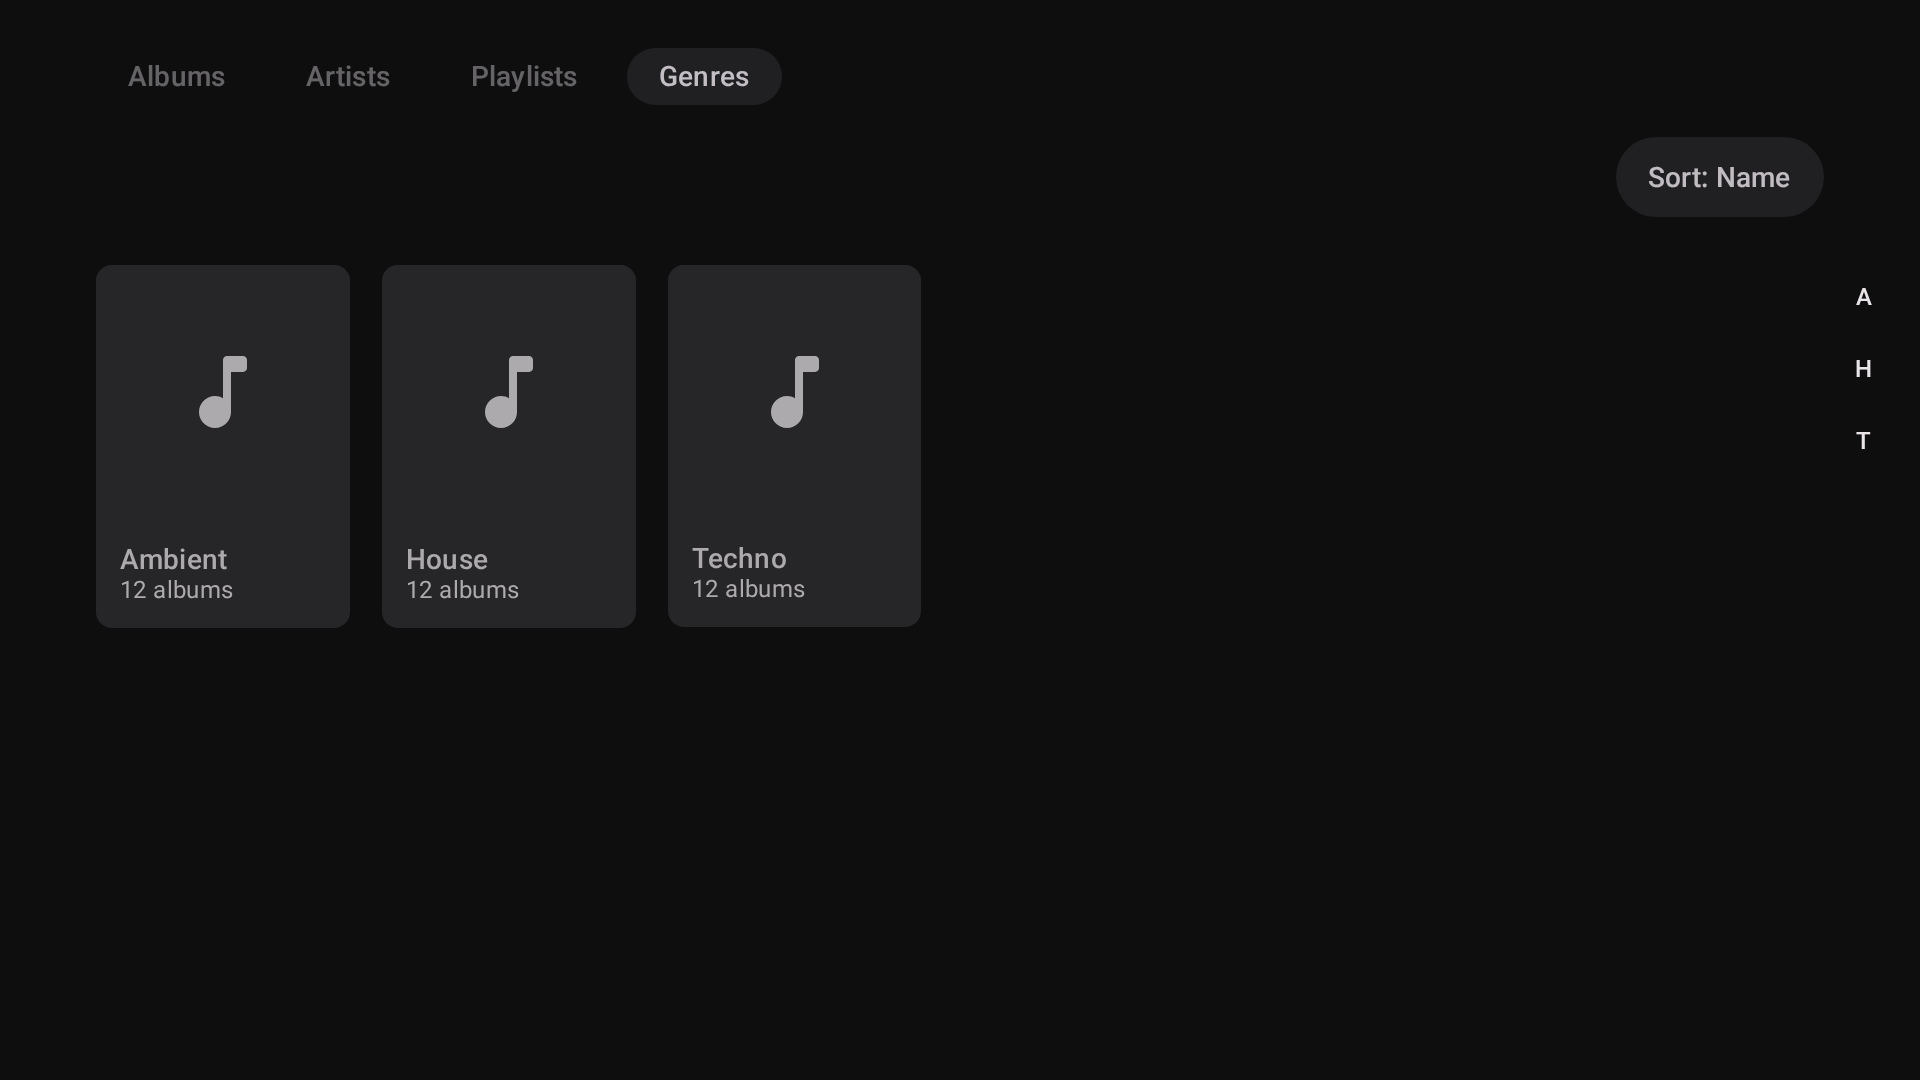 Albums
Artists
Playlists
Genres
Sort: Name
Ambient
12 albums
House
12 albums
Techno
12 albums
A
H
T